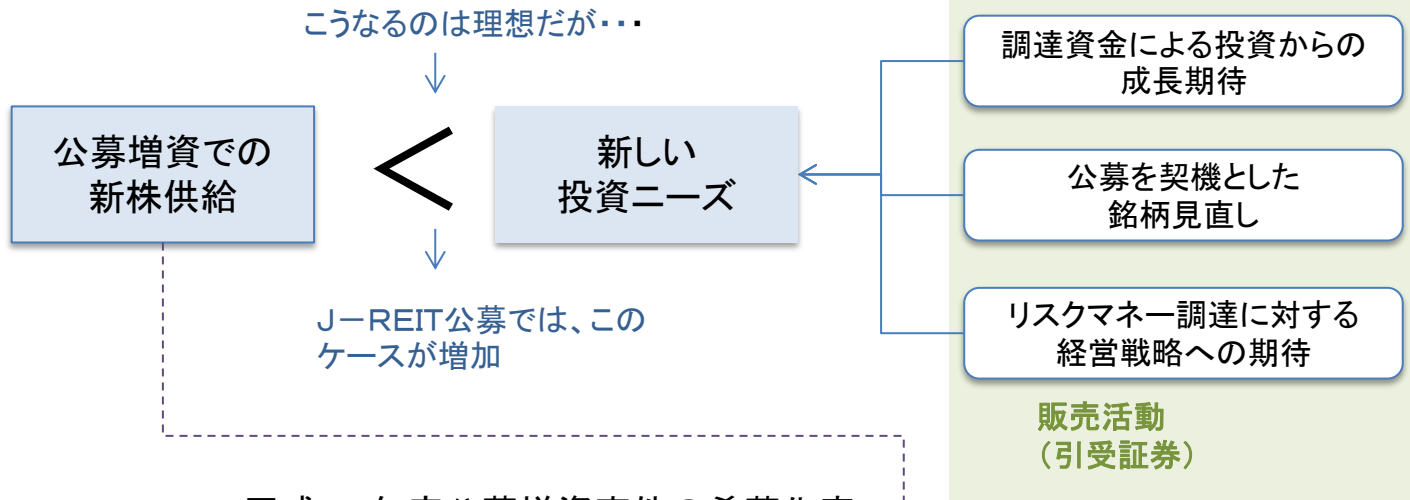 こうなるのは理想だが・・・
公募増資での
新株供給
<
新しい
投資ニーズ
J－REIT公募では、この
ケースが増加
調達資金による投資からの
成長期待
公募を契機とした
銘柄見直し
リスクマネー調達に対する
経営戦略への期待
販売活動
（引受証券）